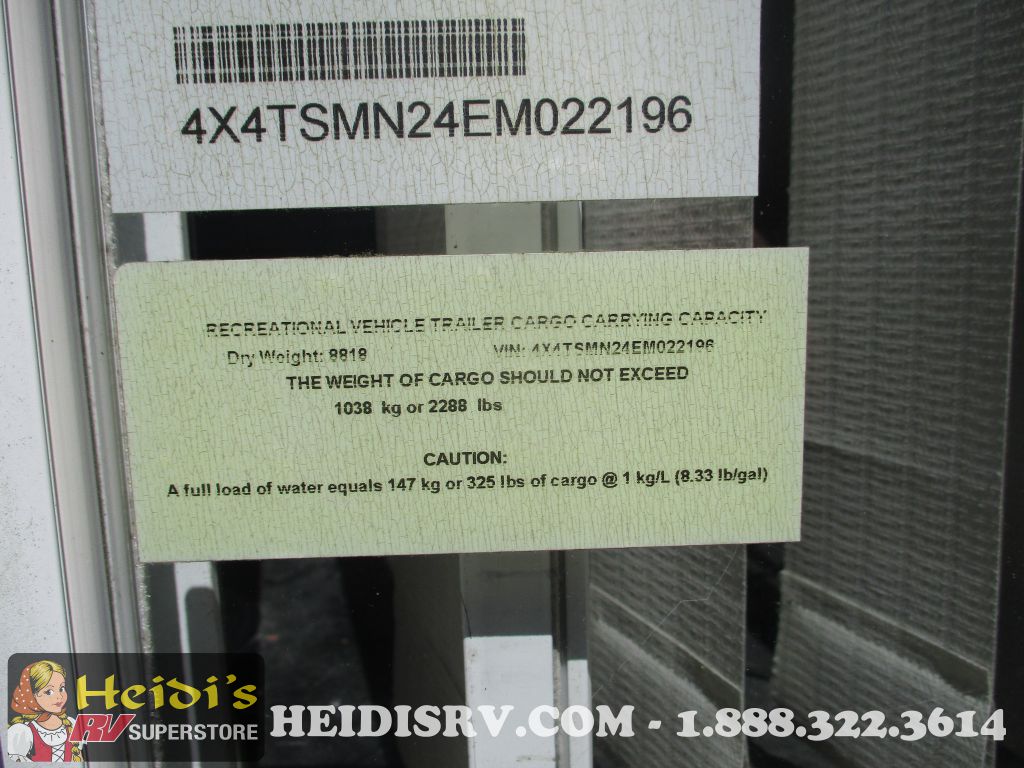 4X4TSMN24EM022196
RECREATIONAL VEHICLE TRAILER CARGO CARRYING CAPACITY
Dry Weight: 8818 VIN: 4X4TSMN24EM022196
THE WEIGHT OF CARGO SHOULD NOT EXCEED
1038 kg or 2288 lbs
CAUTION:
A full load of water equals 147 kg or 325 lbs of cargo @ 1 kg/L (8.33 lb/gal)
Heidi's
RV SUPERSTORE
HEIDISRV.COM - 1.888.322.3614